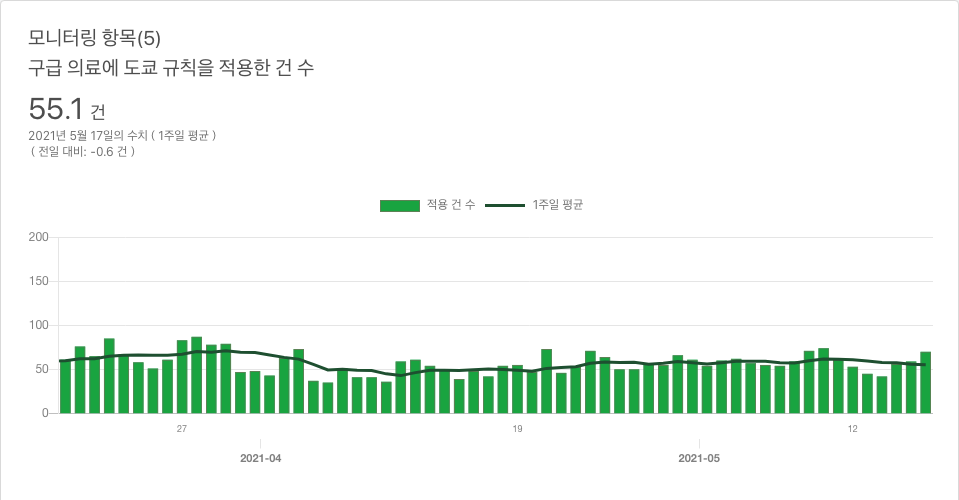 모니터링 항목(5)
구급 의료에 도쿄 규칙을 적용한 건 수
55.1 건
2021년 5월 17일의 수치 ( 1주일 평균 )
( 전일 대비: -0.6 건 )
적용 건 수 1주일 평균
200
150
100
50
0
27 19 12
2021-04 2021-05